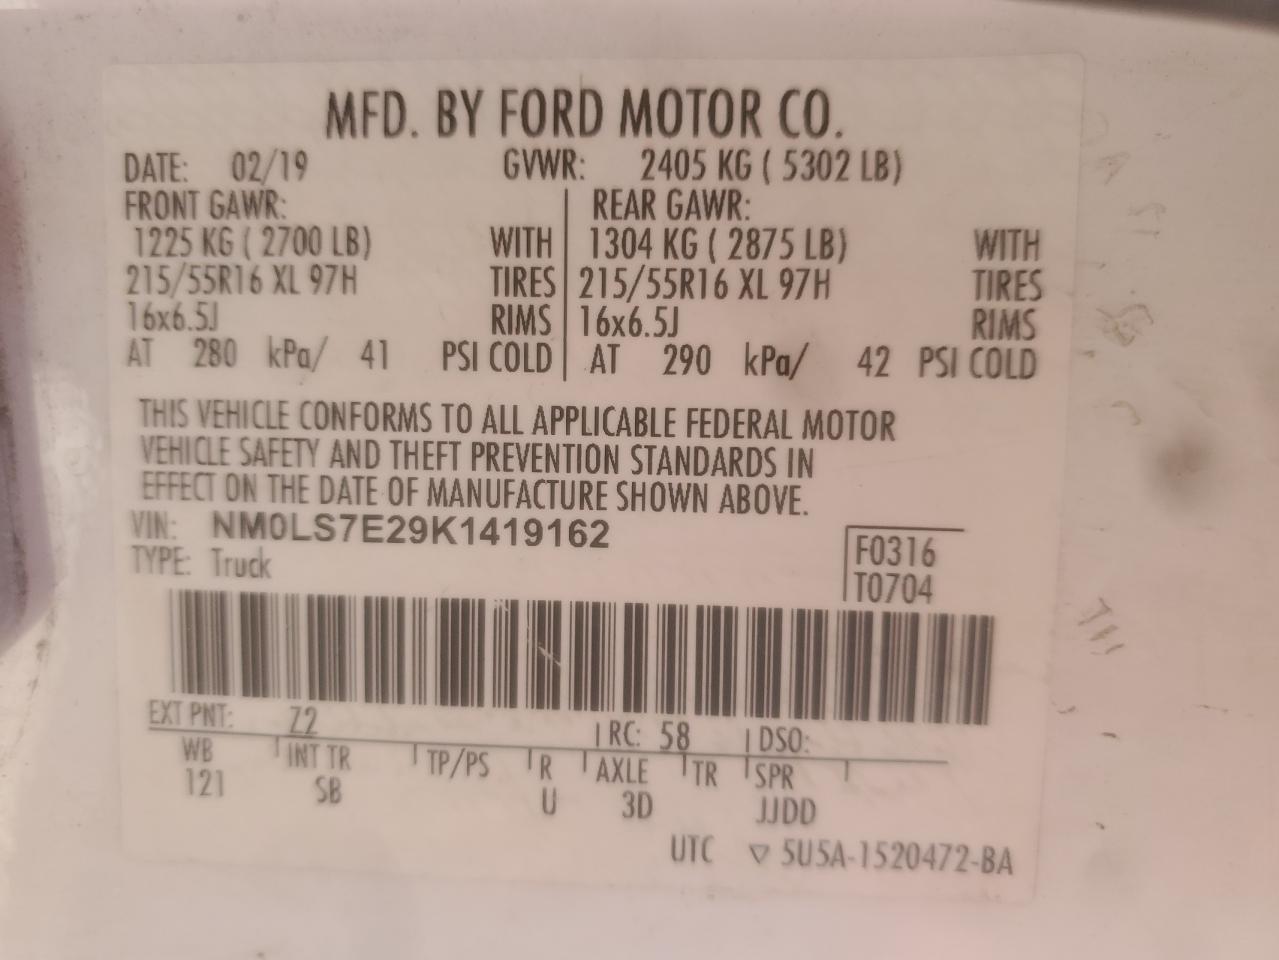 MFD. BY FORD MOTOR CO.
DATE: 02/19 GVWR: 2405 KG ( 5302 LB)
FRONT GAWR: REAR GAWR:
1225 KG ( 2700 LB) WITH 1304 KG ( 2875 LB) WITH
215/55R16 XL 97H TIRES 215/55R16 XL 97H TIRES
16x6.5J RIMS 16x6.5J RIMS
AT 280 kPa/ 41 PSI COLD AT 290 kPa/ 42 PSI COLD
THIS VEHICLE CONFORMS TO ALL APPLICABLE FEDERAL MOTOR
VEHICLE SAFETY AND THEFT PREVENTION STANDARDS IN
EFFECT ON THE DATE OF MANUFACTURE SHOWN ABOVE.
VIN: NM0LS7E29K1419162
TYPE: Truck
F0316
T0704
EXT PNT: Z2 RC: 58 DSO:
WB INT TR TP/PS R AXLE TR SPR
121 SB U 3D JJDD
UTC ▽ 5U5A-1520472-BA